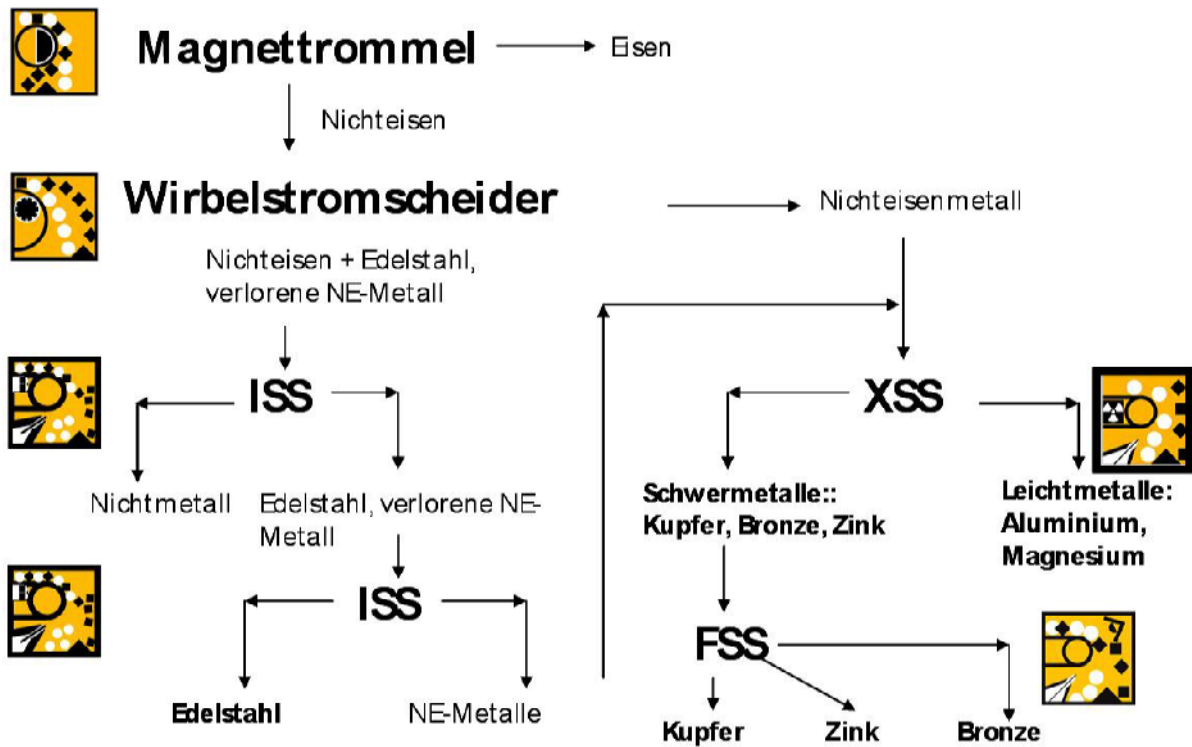 Magnettrommel
Eisen
Nichteisen
Wirbelstromscheider
Nichteisenmetall
Nichteisen + Edelstahl,
verlorene NE-Metall
ISS
XSS
Nichtmetall
Edelstahl, verlorene NE-
Metall
Schwermetalle::
Kupfer, Bronze, Zink
Leichtmetalle:
Aluminium,
Magnesium
ISS
FSS
Edelstahl
NE-Metalle
Kupfer
Zink
Bronze